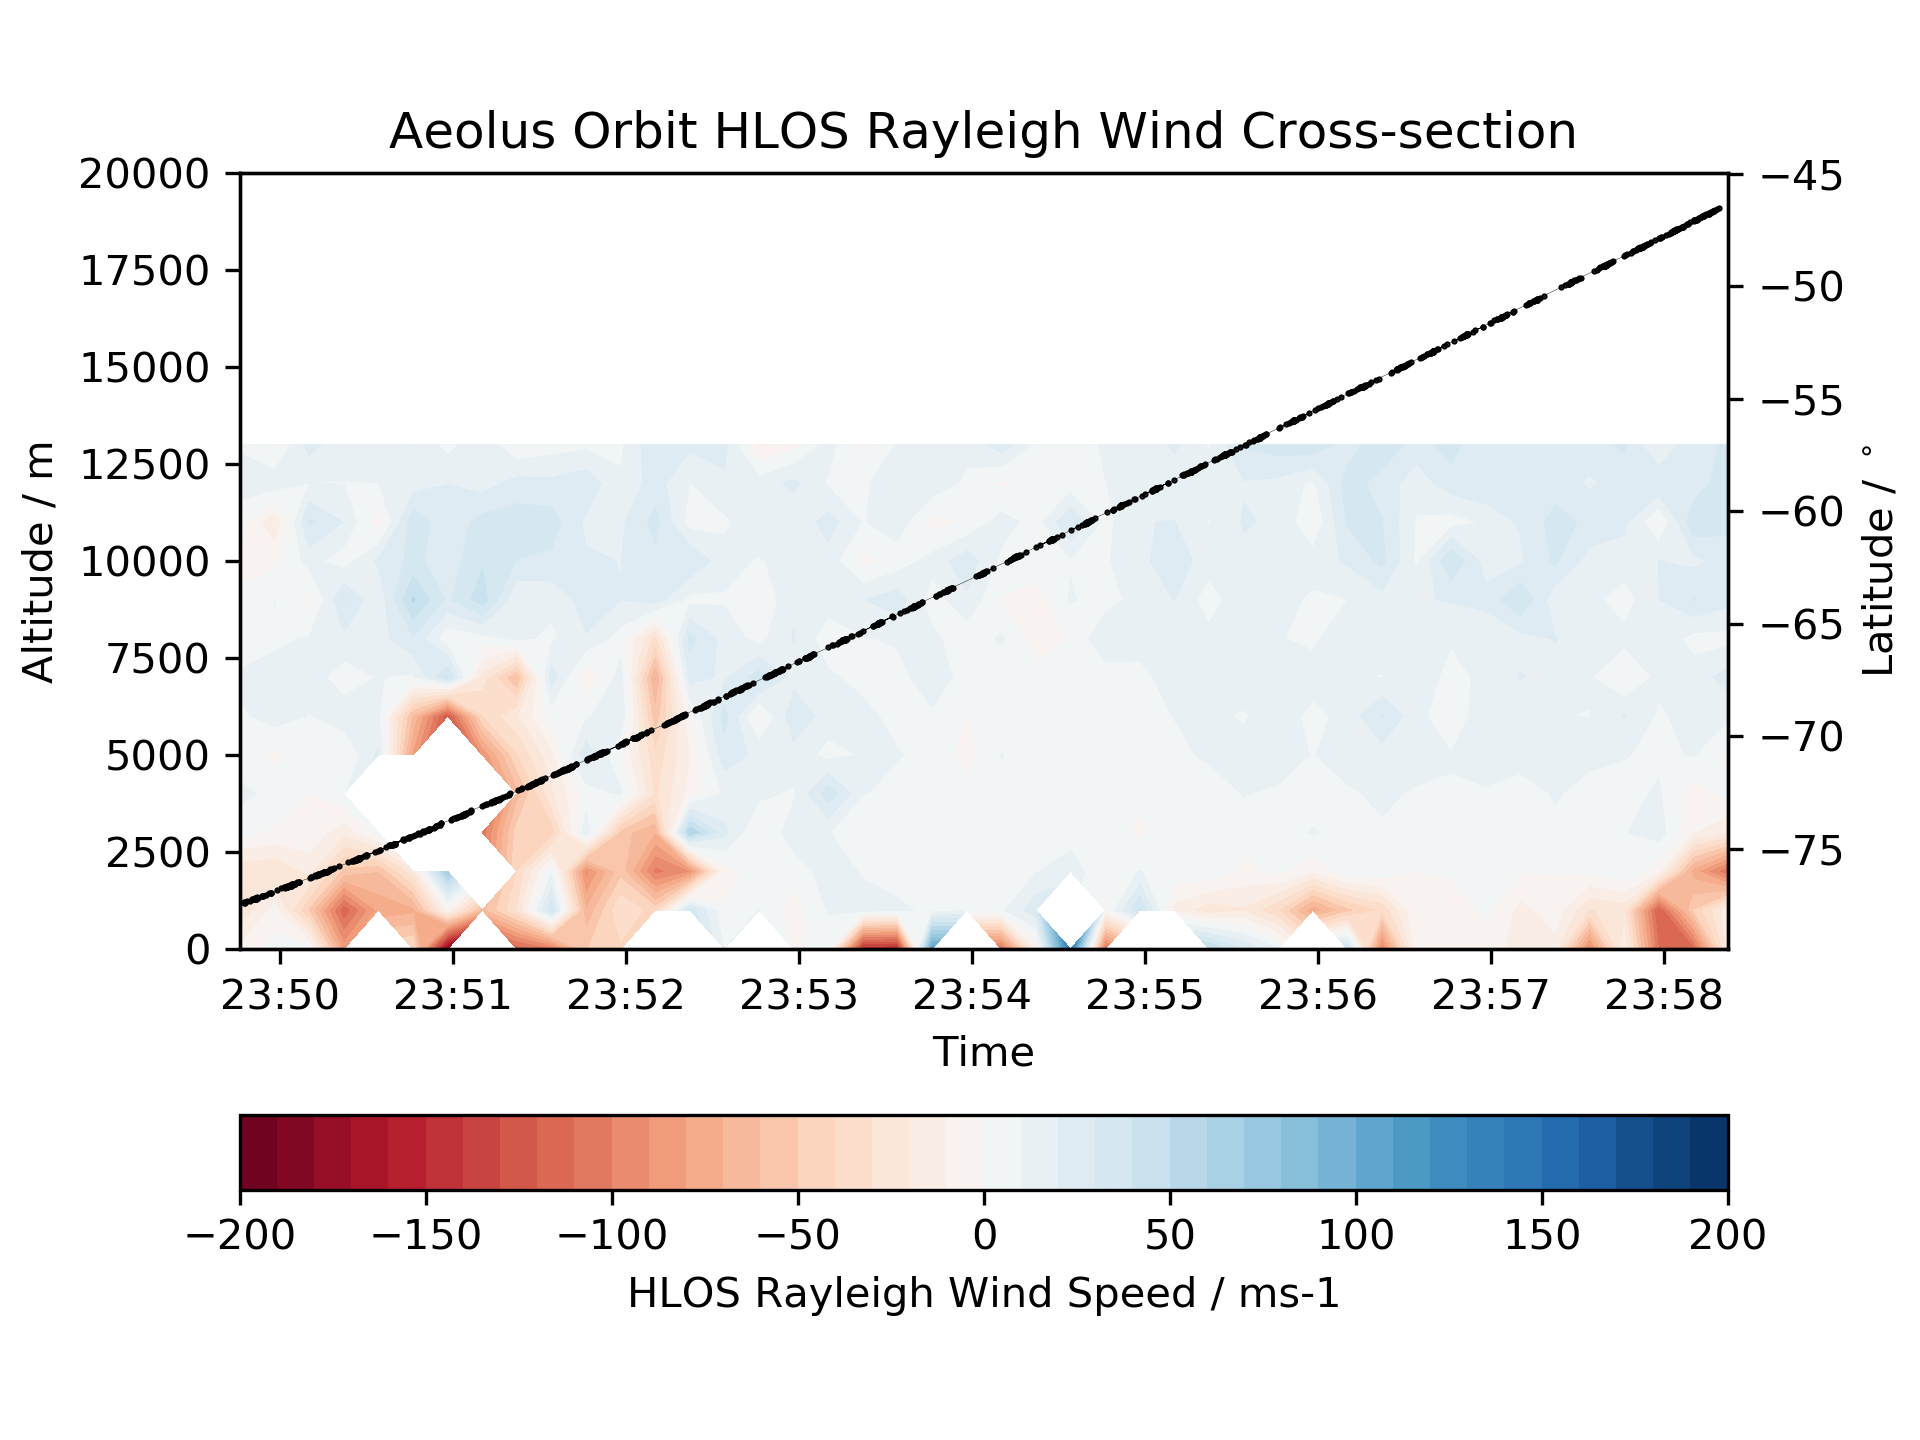 Aeolus Orbit HLOS Rayleigh Wind Cross-section
20000
17500
15000
12500
10000
7500
5000
2500
0
Altitude / m
−45
−50
−55
−60
−65
−70
−75
Latitude / °
23:50 23:51 23:52 23:53 23:54 23:55 23:56 23:57 23:58
Time
−200 −150 −100 −50 0 50 100 150 200
HLOS Rayleigh Wind Speed / ms-1